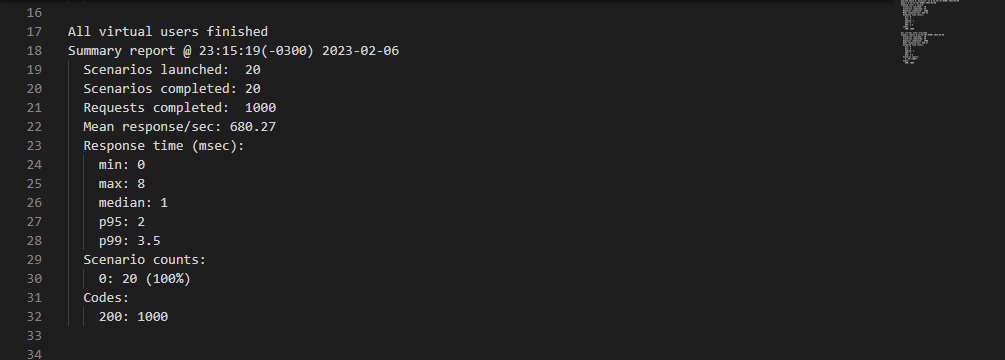 16
17 All virtual users finished
18 Summary report @ 23:15:19(-0300) 2023-02-06
19 Scenarios launched:  20
20 Scenarios completed: 20
21 Requests completed:  1000
22 Mean response/sec: 680.27
23 Response time (msec):
24 min: 0
25 max: 8
26 median: 1
27 p95: 2
28 p99: 3.5
29 Scenario counts:
30 0: 20 (100%)
31 Codes:
32 200: 1000
33
34